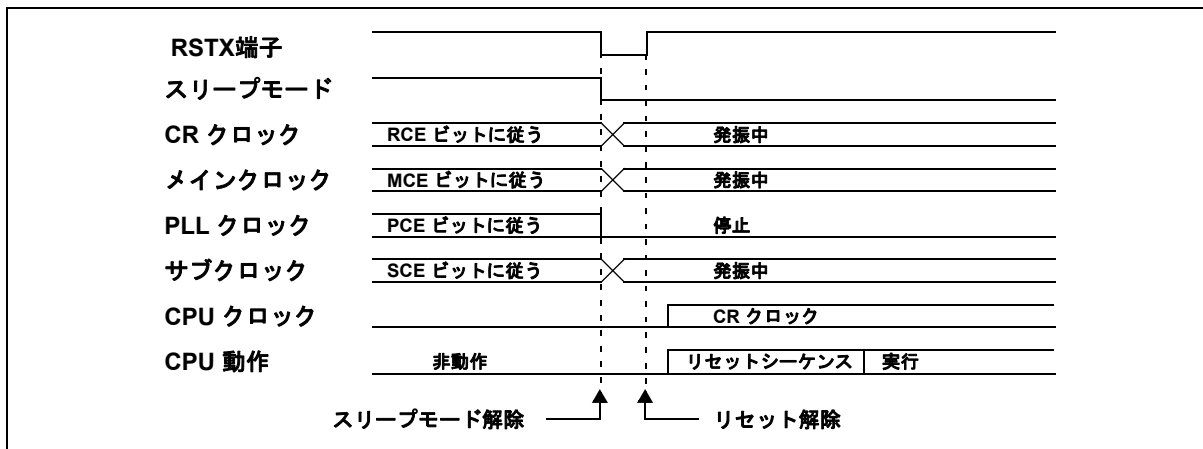 RSTX端子
スリープモード
CR クロック RCE ビットに従う 発振中
メインクロック MCE ビットに従う 発振中
PLL クロック PCE ビットに従う 停止
サブクロック SCE ビットに従う 発振中
CPU クロック CR クロック
CPU 動作 非動作 リセットシーケンス 実行
スリープモード解除 リセット解除